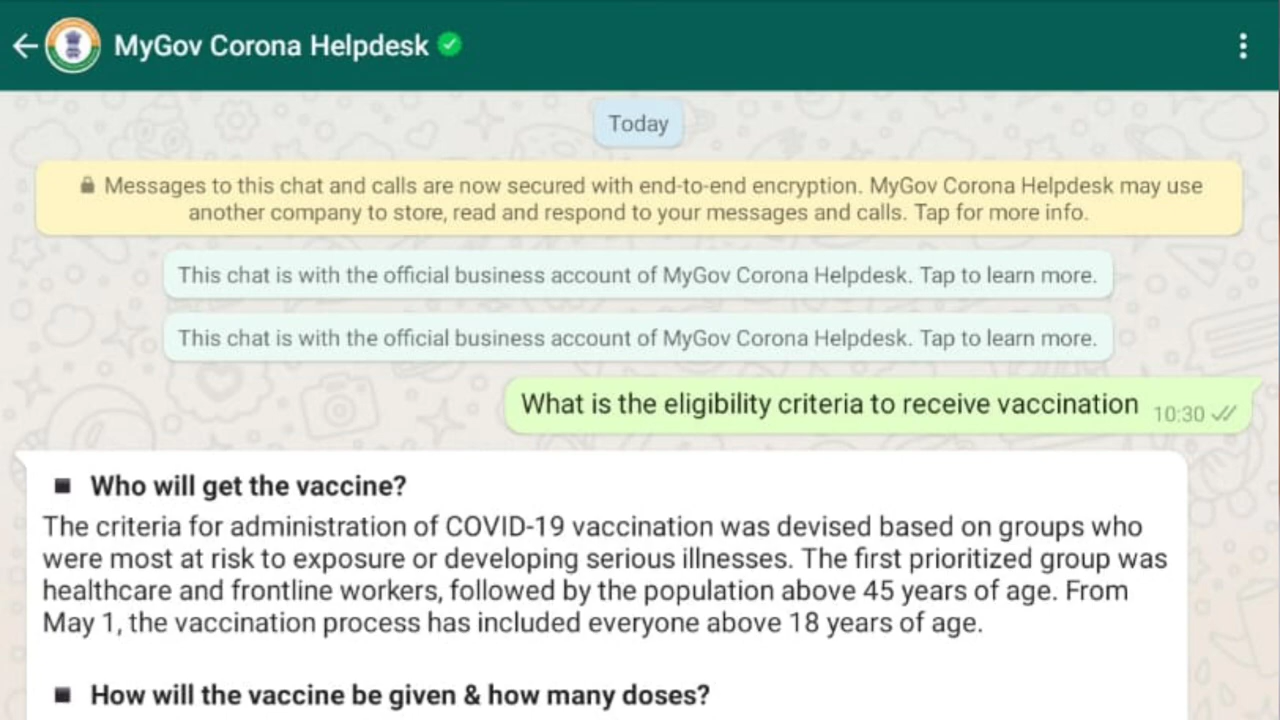 MyGov Corona Helpdesk
Today
Messages to this chat and calls are now secured with end-to-end encryption. MyGov Corona Helpdesk may use
another company to store, read and respond to your messages and calls. Tap for more info.
This chat is with the official business account of MyGov Corona Helpdesk. Tap to learn more.
This chat is with the official business account of MyGov Corona Helpdesk. Tap to learn more.
What is the eligibility criteria to receive vaccination 10:30
Who will get the vaccine?
The criteria for administration of COVID-19 vaccination was devised based on groups who
were most at risk to exposure or developing serious illnesses. The first prioritized group was
healthcare and frontline workers, followed by the population above 45 years of age. From
May 1, the vaccination process has included everyone above 18 years of age.
How will the vaccine be given & how many doses?